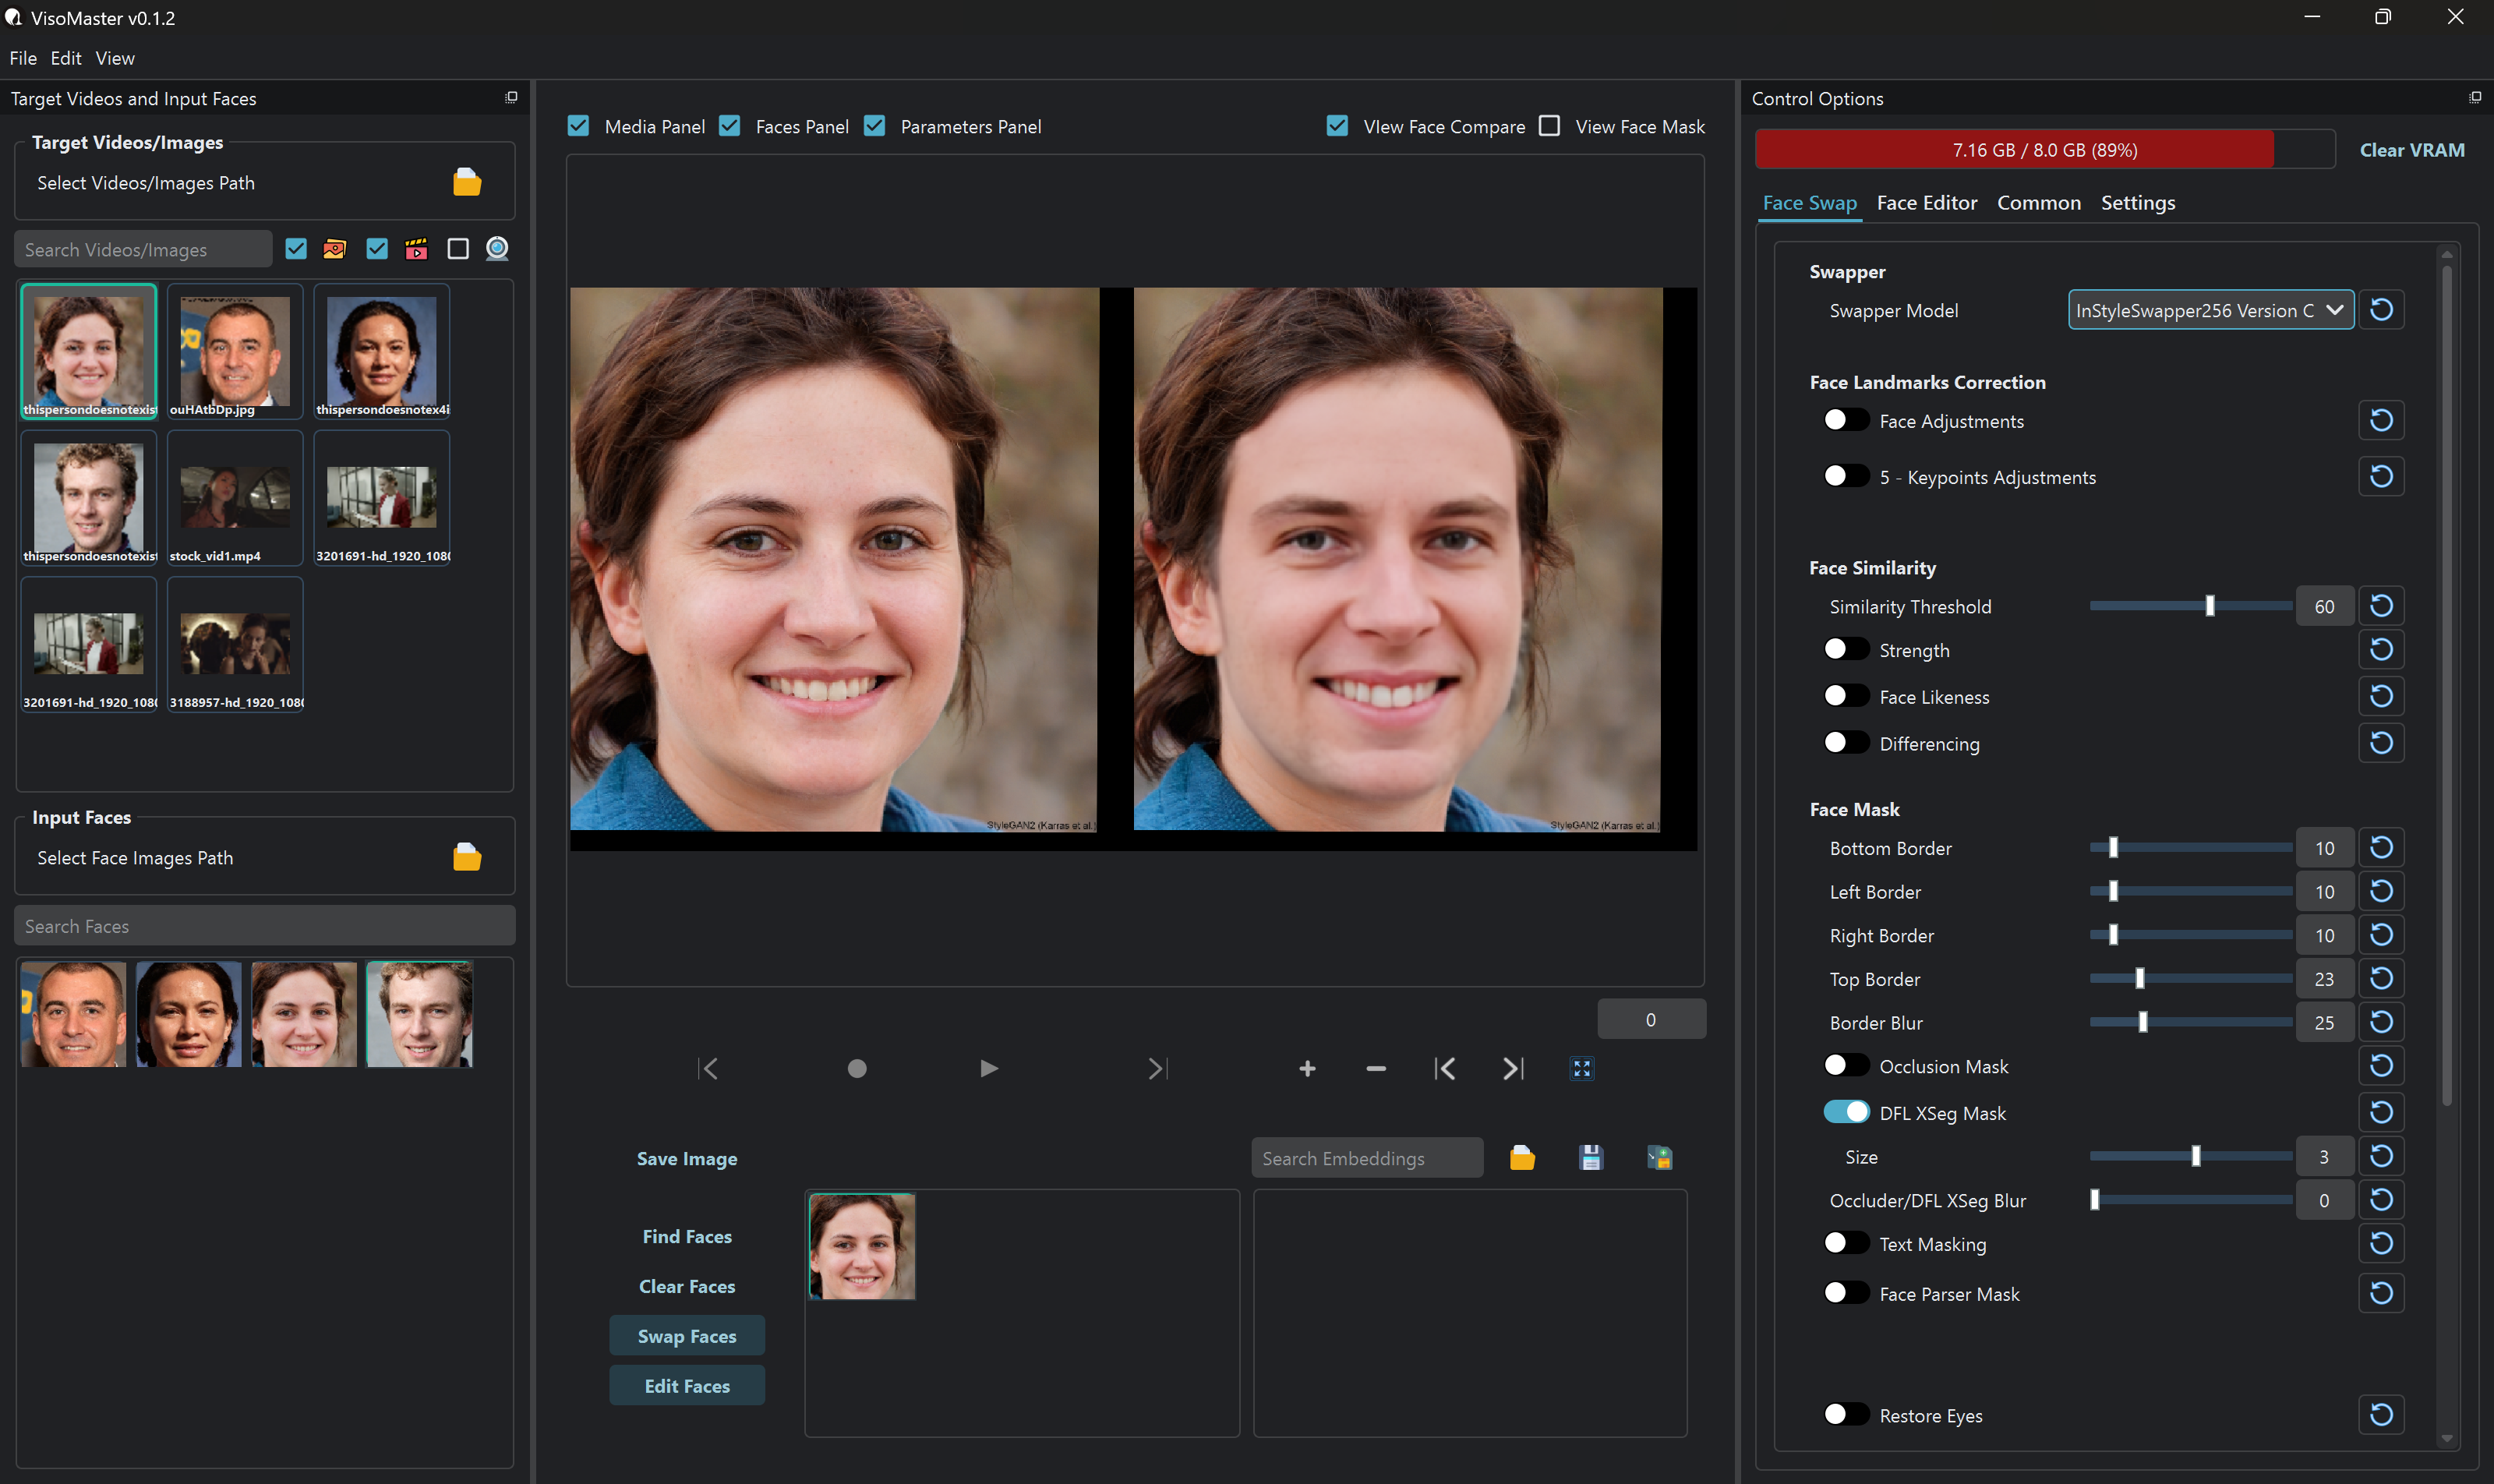 VisoMaster v0.1.2
File Edit View
Target Videos and Input Faces
Target Videos/Images
Select Videos/Images Path
Search Videos/Images
thispersondoesnotexist
ouHAtbDp.jpg
thispersondoesnotex4i
thispersondoesnotexist
stock_vid1.mp4
3201691-hd_1920_1080
3201691-hd_1920_1080
3188957-hd_1920_1080
Input Faces
Select Face Images Path
Search Faces
Media Panel Faces Panel Parameters Panel
VIew Face Compare View Face Mask
StyleGAN2 (Karras et al.)
StyleGAN2 (Karras et al.)
0
Save Image
Search Embeddings
Find Faces
Clear Faces
Swap Faces
Edit Faces
Control Options
7.16 GB / 8.0 GB (89%)
Clear VRAM
Face Swap Face Editor Common Settings
Swapper
Swapper Model InStyleSwapper256 Version C
Face Landmarks Correction
Face Adjustments
5 - Keypoints Adjustments
Face Similarity
Similarity Threshold 60
Strength
Face Likeness
Differencing
Face Mask
Bottom Border 10
Left Border 10
Right Border 10
Top Border 23
Border Blur 25
Occlusion Mask
DFL XSeg Mask
Size 3
Occluder/DFL XSeg Blur 0
Text Masking
Face Parser Mask
Restore Eyes